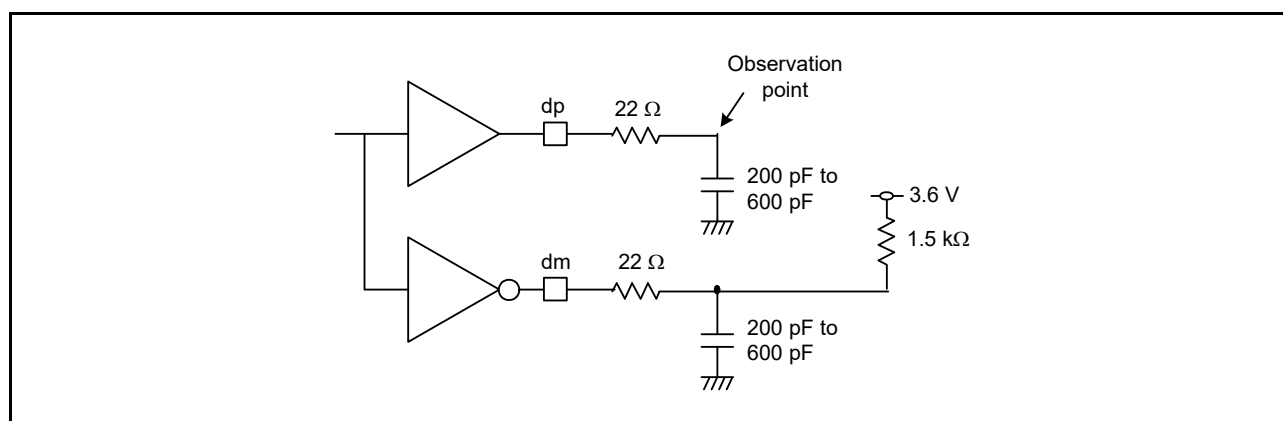 Observation
point
dp
22 Ω
200 pF to
600 pF
3.6 V
1.5 kΩ
dm
22 Ω
200 pF to
600 pF